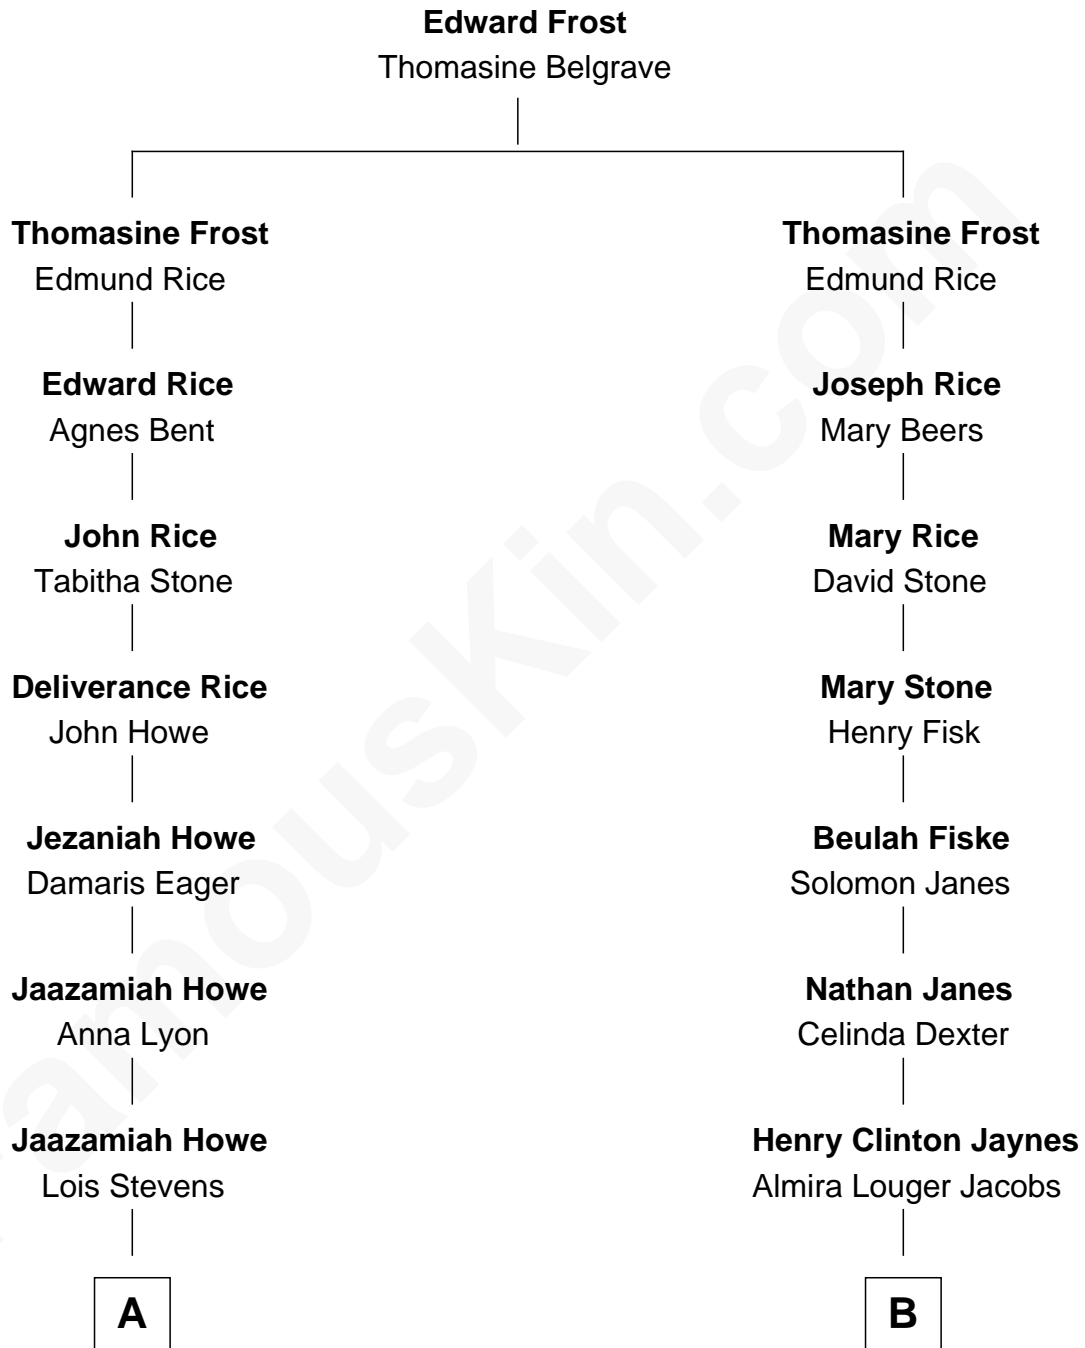 Edward Frost
Thomasine Belgrave
Thomasine Frost
Edmund Rice
Thomasine Frost
Edmund Rice
Edward Rice
Agnes Bent
Joseph Rice
Mary Beers
John Rice
Tabitha Stone
Mary Rice
David Stone
Deliverance Rice
John Howe
Mary Stone
Henry Fisk
Jezaniah Howe
Damaris Eager
Beulah Fiske
Solomon Janes
Jaazamiah Howe
Anna Lyon
Nathan Janes
Celinda Dexter
Jaazamiah Howe
Lois Stevens
Henry Clinton Jaynes
Almira Louger Jacobs
A
B
FamousKin.com